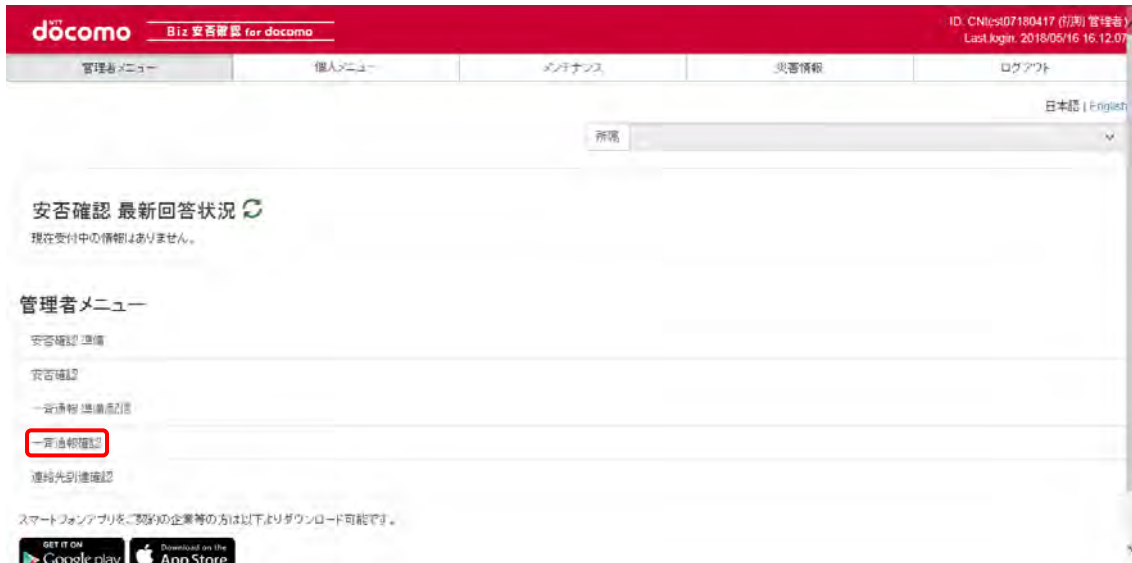 NTT
döcomo Biz 安否確認 for docomo
ID: CNtest07180417 (初期 管理者)
Last login. 2018/05/16 16.12.07
管理者メニュー 個人メニュー メンテナンス 災害情報 ログアウト
日本語 | English
所属
安否確認 最新回答状況
現在受付中の情報はありません。
管理者メニュー
安否確認 準備
安否確認
一斉通報 準備配信
一斉通報確認
連絡先到達確認
スマートフォンアプリをご契約の企業等の方は以下よりダウンロード可能です。
GET IT ON
Google play
Download on the
App Store